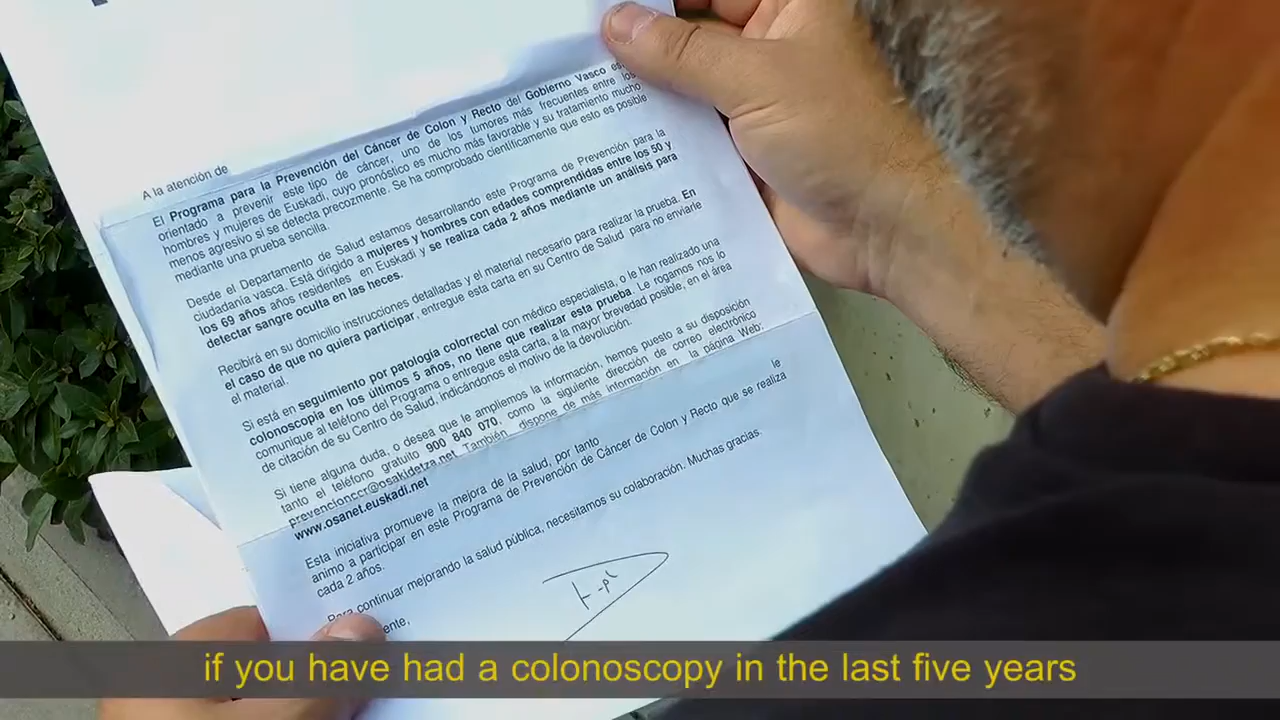 A la atención de
El Programa para la Prevención del Cáncer de Colon y Recto del Gobierno Vasco
orientado a prevenir este tipo de cáncer, uno de los tumores más frecuentes entre los
hombres y mujeres de Euskadi, cuyo pronóstico es mucho más favorable y su tratamiento mucho
menos agresivo si se detecta precozmente. Se ha comprobado científicamente que esto es posible
mediante una prueba sencilla.
Desde el Departamento de Salud estamos desarrollando este Programa de Prevención para la
ciudadanía vasca. Está dirigido a mujeres y hombres con edades comprendidas entre los 50 y
los 69 años residentes en Euskadi y se realiza cada 2 años mediante un análisis para
detectar sangre oculta en las heces.
Recibirá en su domicilio instrucciones detalladas y el material necesario para realizar la prueba. En
el caso de que no quiera participar, entregue esta carta en su Centro de Salud para no enviarle
el material.
Si está en seguimiento por patología colorrectal con médico especialista, o le han realizado una
colonoscopia en los últimos 5 años, no tiene que realizar esta prueba. Le rogamos nos lo
comunique al teléfono del Programa o entregue esta carta, a la mayor brevedad posible, en el área
de citación de su Centro de Salud, indicándonos el motivo de la devolución.
Si tiene alguna duda, o desea que le ampliemos la información, hemos puesto a su disposición
tanto el teléfono gratuito 900 840 070, como la siguiente dirección de correo electrónico
prevencionccr@osakidetza.net. También dispone de más información en la página Web:
www.osanet.euskadi.net
Esta iniciativa promueve la mejora de la salud, por tanto le
animo a participar en este Programa de Prevención de Cáncer de Colon y Recto que se realiza
cada 2 años.
Para continuar mejorando la salud pública, necesitamos su colaboración. Muchas gracias.
if you have had a colonoscopy in the last five years